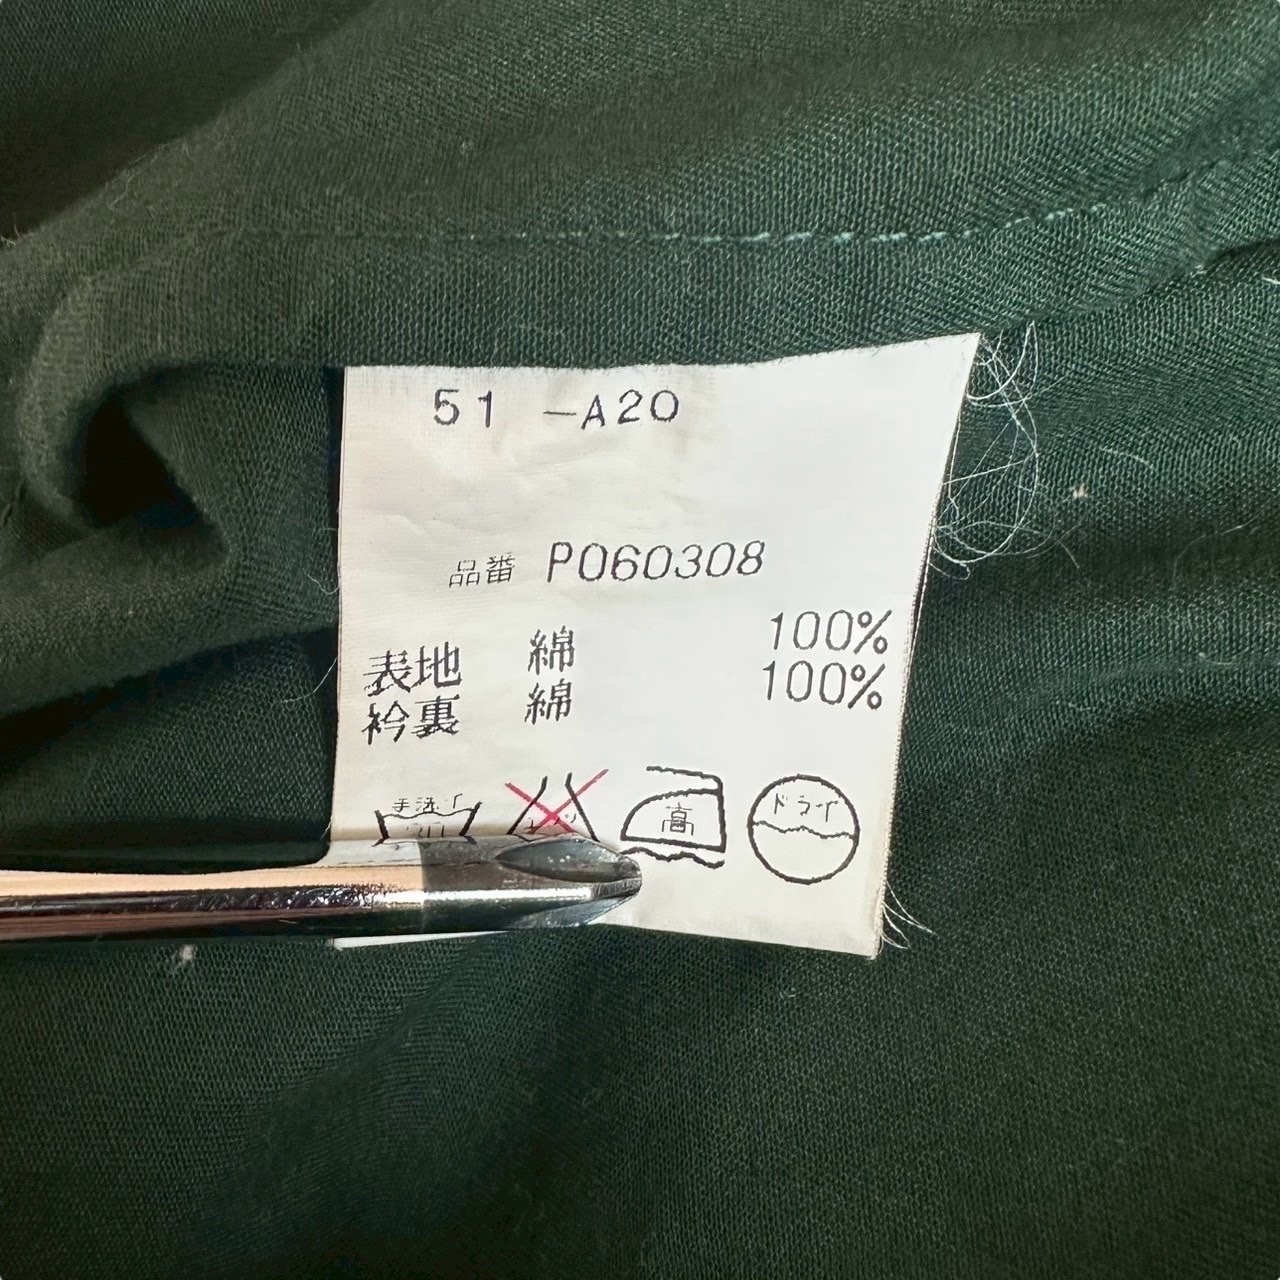 51 -A20
品番 P060308
表地 綿 100%
衿裏 綿 100%
手洗イ 30 高 ドライ